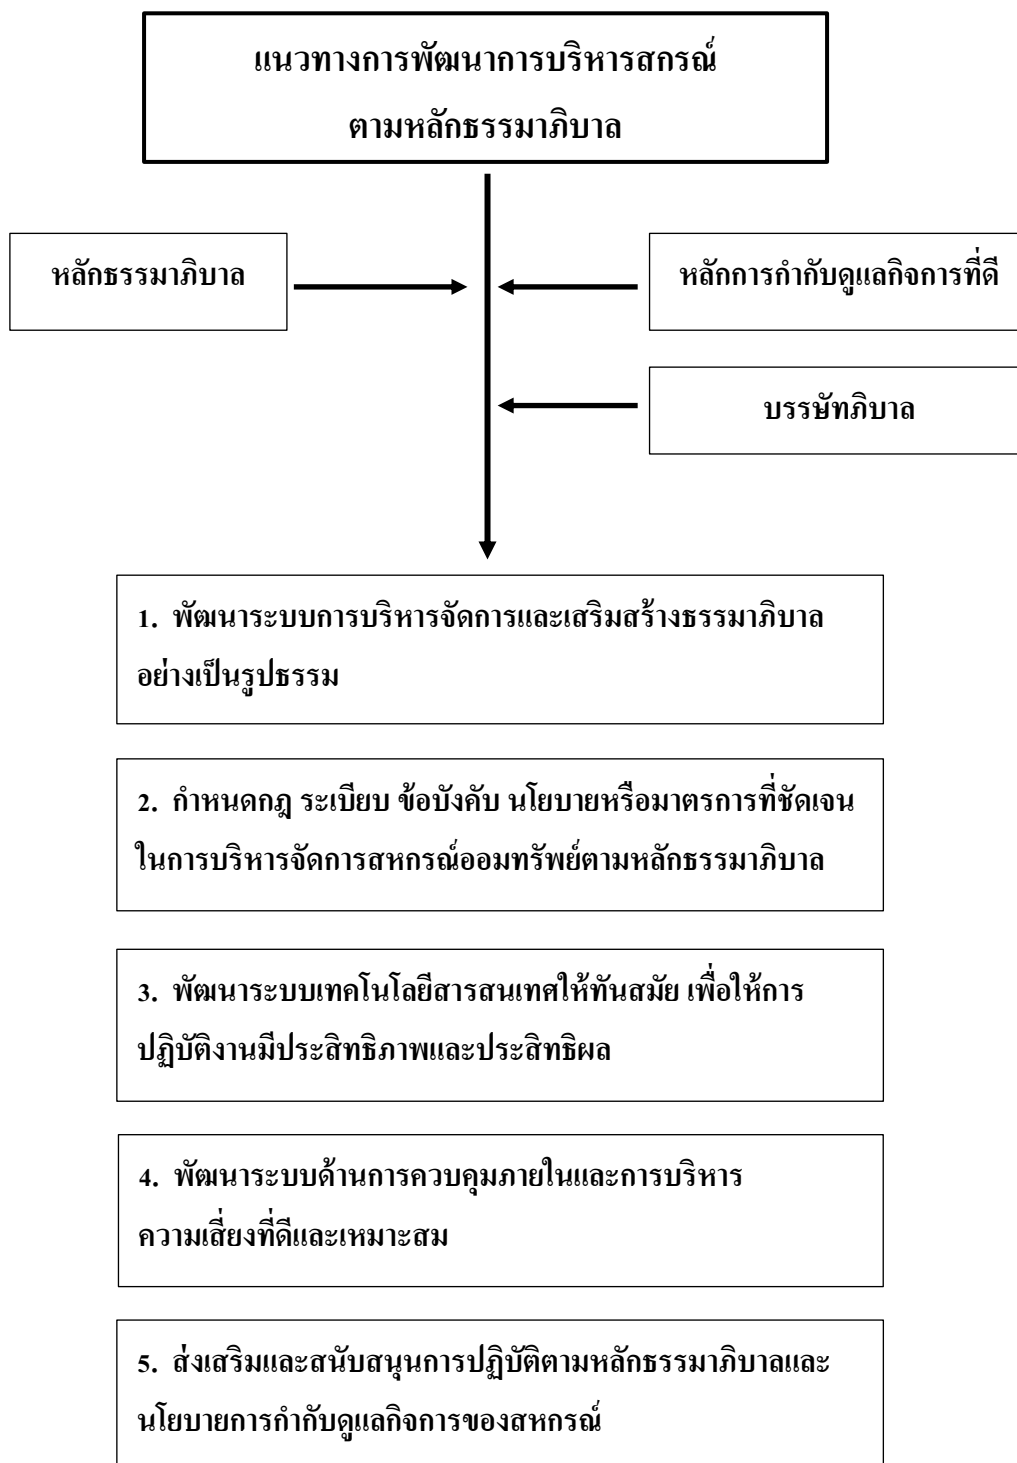 แนวทางการพัฒนาการบริหารสกรณ์
ตามหลักธรรมาภิบาล
หลักธรรมาภิบาล
หลักการกำกับดูแลกิจการที่ดี
บรรษัทภิบาล
1. พัฒนาระบบการบริหารจัดการและเสริมสร้างธรรมาภิบาล
อย่างเป็นรูปธรรม
2. กำหนดกฎ ระเบียบ ข้อบังคับ นโยบายหรือมาตรการที่ชัดเจน
ในการบริหารจัดการสหกรณ์ออมทรัพย์ตามหลักธรรมาภิบาล
3. พัฒนาระบบเทคโนโลยีสารสนเทศให้ทันสมัย เพื่อให้การ
ปฏิบัติงานมีประสิทธิภาพและประสิทธิผล
4. พัฒนาระบบด้านการควบคุมภายในและการบริหาร
ความเสี่ยงที่ดีและเหมาะสม
5. ส่งเสริมและสนับสนุนการปฏิบัติตามหลักธรรมาภิบาลและ
นโยบายการกำกับดูแลกิจการของสหกรณ์